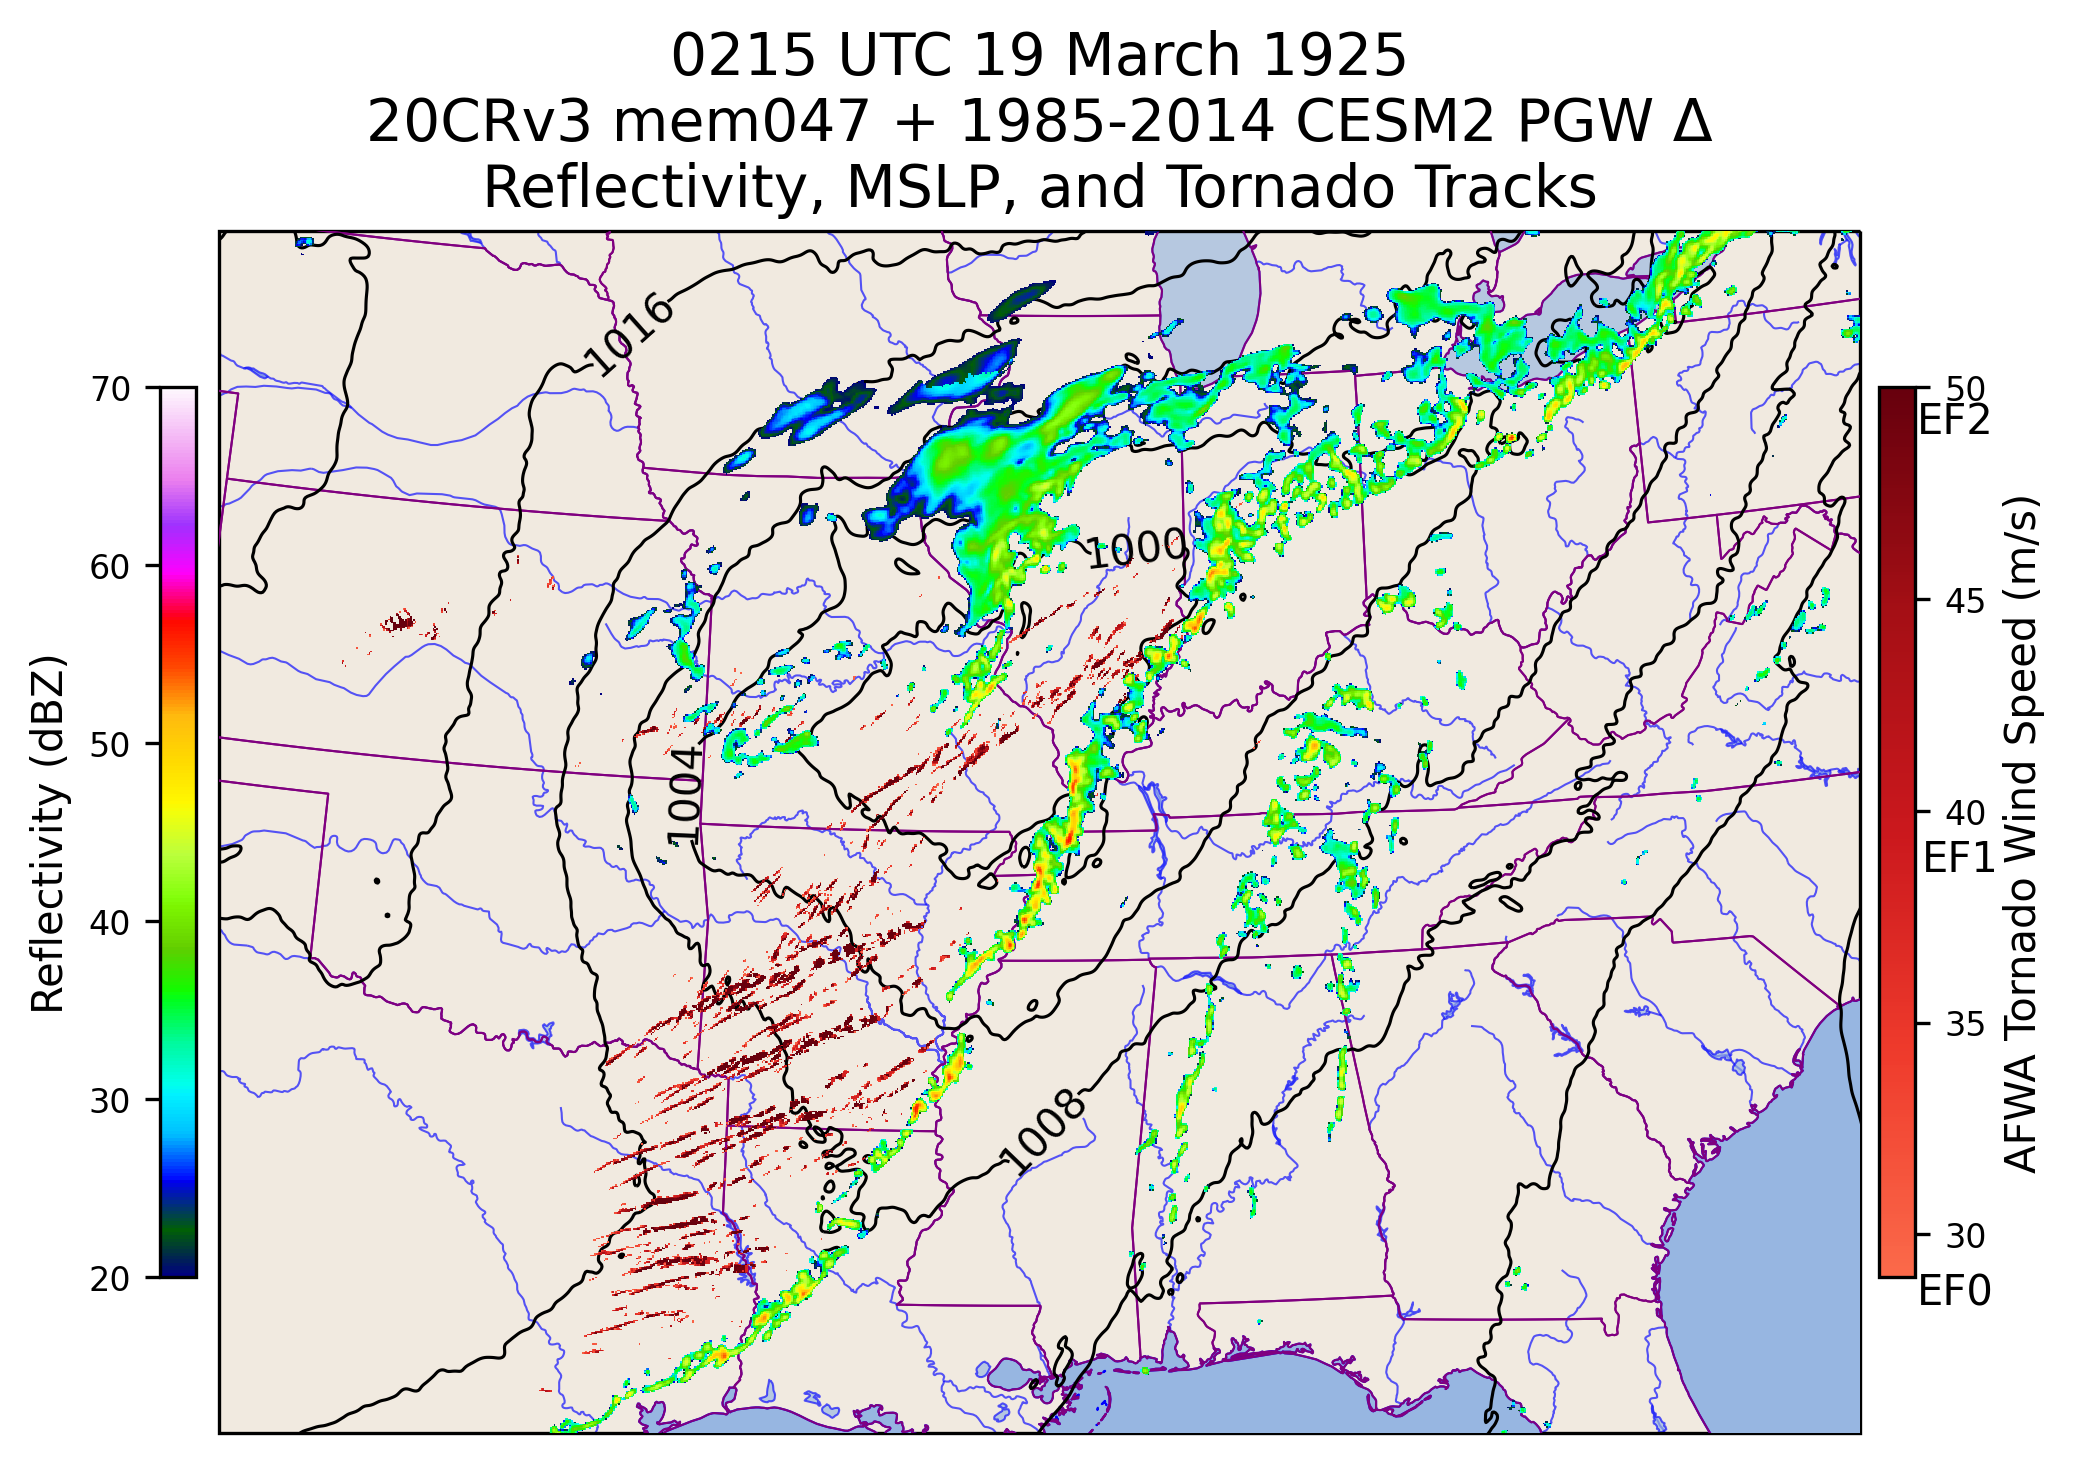 0215 UTC 19 March 1925
20CRv3 mem047 + 1985-2014 CESM2 PGW Δ
Reflectivity, MSLP, and Tornado Tracks
Reflectivity (dBZ)
70
60
50
40
30
20
1016
1000
1004
1008
50
EF2
45
40
EF1
35
30
EF0
AFWA Tornado Wind Speed (m/s)